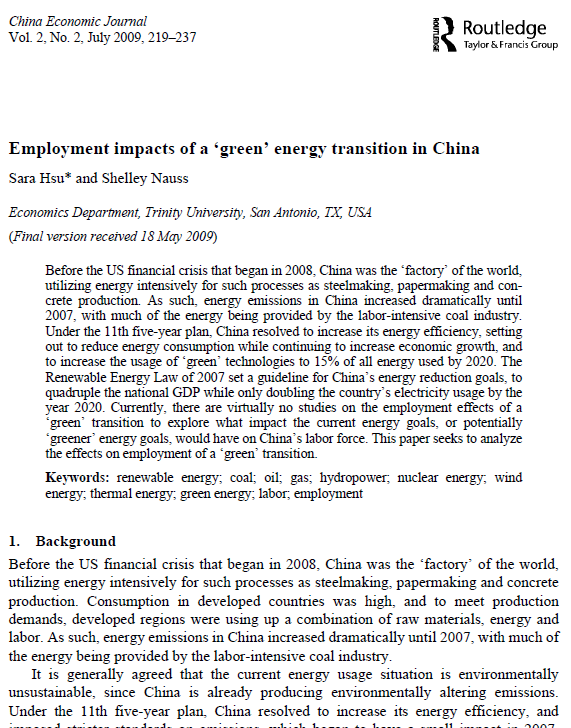 China Economic Journal
Vol. 2, No. 2, July 2009, 219–237
ROUTLEDGE
Routledge
Taylor & Francis Group
Employment impacts of a ‘green’ energy transition in China
Sara Hsu* and Shelley Nauss
Economics Department, Trinity University, San Antonio, TX, USA
(Final version received 18 May 2009)
Before the US financial crisis that began in 2008, China was the ‘factory’ of the world,
utilizing energy intensively for such processes as steelmaking, papermaking and con-
crete production. As such, energy emissions in China increased dramatically until
2007, with much of the energy being provided by the labor-intensive coal industry.
Under the 11th five-year plan, China resolved to increase its energy efficiency, setting
out to reduce energy consumption while continuing to increase economic growth, and
to increase the usage of ‘green’ technologies to 15% of all energy used by 2020. The
Renewable Energy Law of 2007 set a guideline for China’s energy reduction goals, to
quadruple the national GDP while only doubling the country’s electricity usage by the
year 2020. Currently, there are virtually no studies on the employment effects of a
‘green’ transition to explore what impact the current energy goals, or potentially
‘greener’ energy goals, would have on China’s labor force. This paper seeks to analyze
the effects on employment of a ‘green’ transition.
Keywords: renewable energy; coal; oil; gas; hydropower; nuclear energy; wind
energy; thermal energy; green energy; labor; employment
1. Background
Before the US financial crisis that began in 2008, China was the ‘factory’ of the world,
utilizing energy intensively for such processes as steelmaking, papermaking and concrete
production. Consumption in developed countries was high, and to meet production
demands, developed regions were using up a combination of raw materials, energy and
labor. As such, energy emissions in China increased dramatically until 2007, with much of
the energy being provided by the labor-intensive coal industry.
It is generally agreed that the current energy usage situation is environmentally
unsustainable, since China is already producing environmentally altering emissions.
Under the 11th five-year plan, China resolved to increase its energy efficiency, and
imposed stricter standards on emissions, which began to have a small impact in 2007.